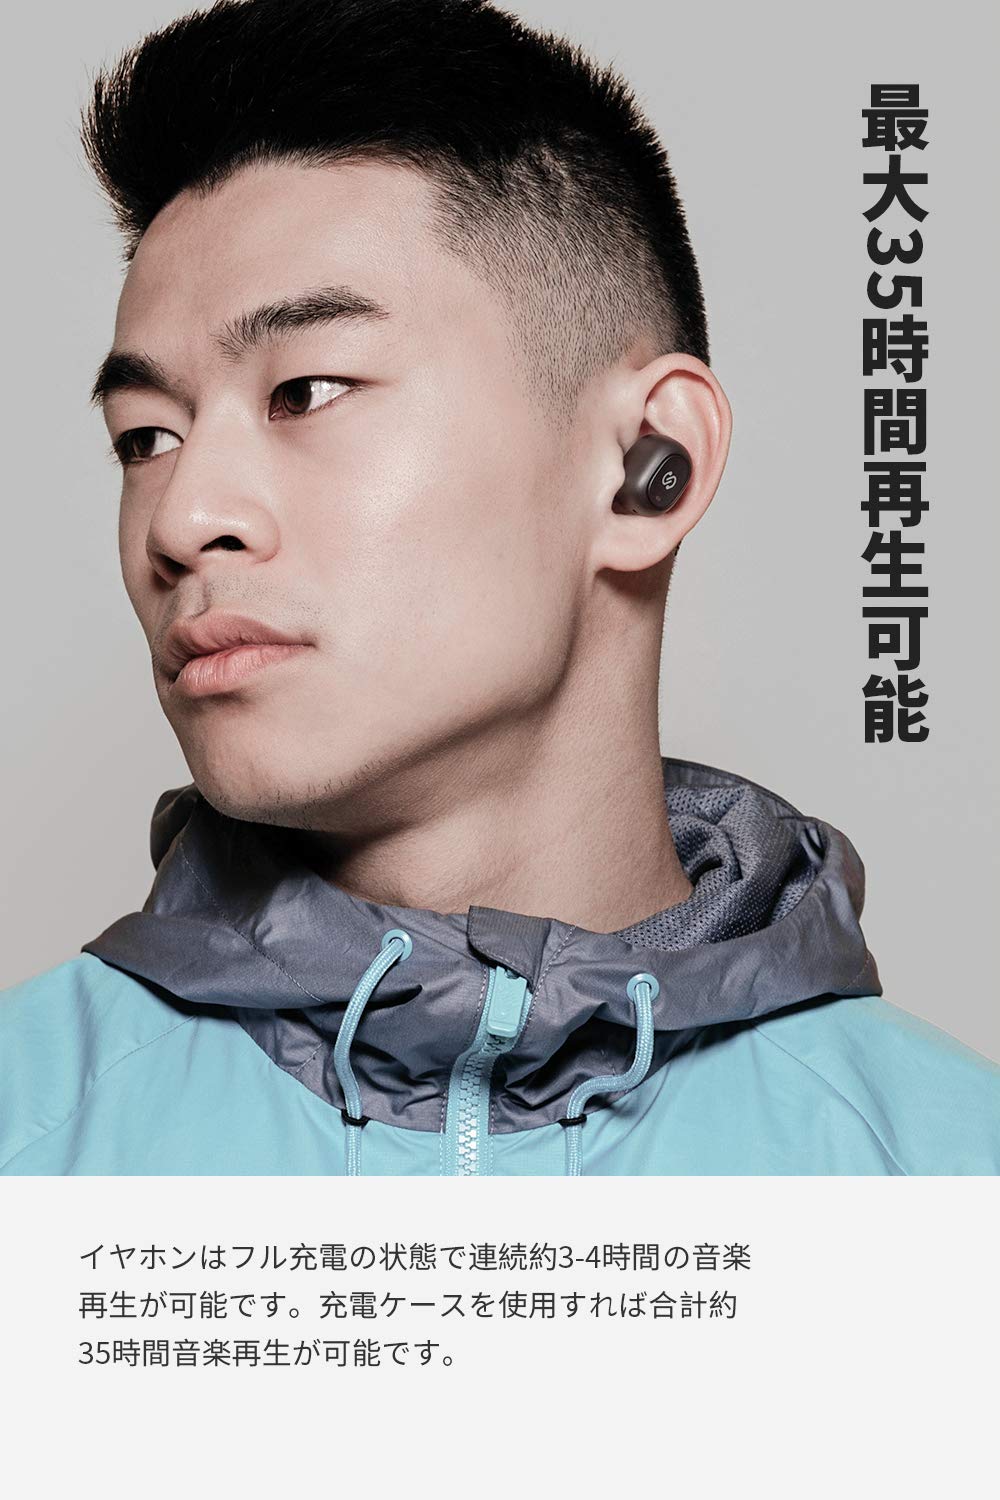 最大35時間再生可能
イヤホンはフル充電の状態で連続約3-4時間の音楽
再生が可能です。充電ケースを使用すれば合計約
35時間音楽再生が可能です。